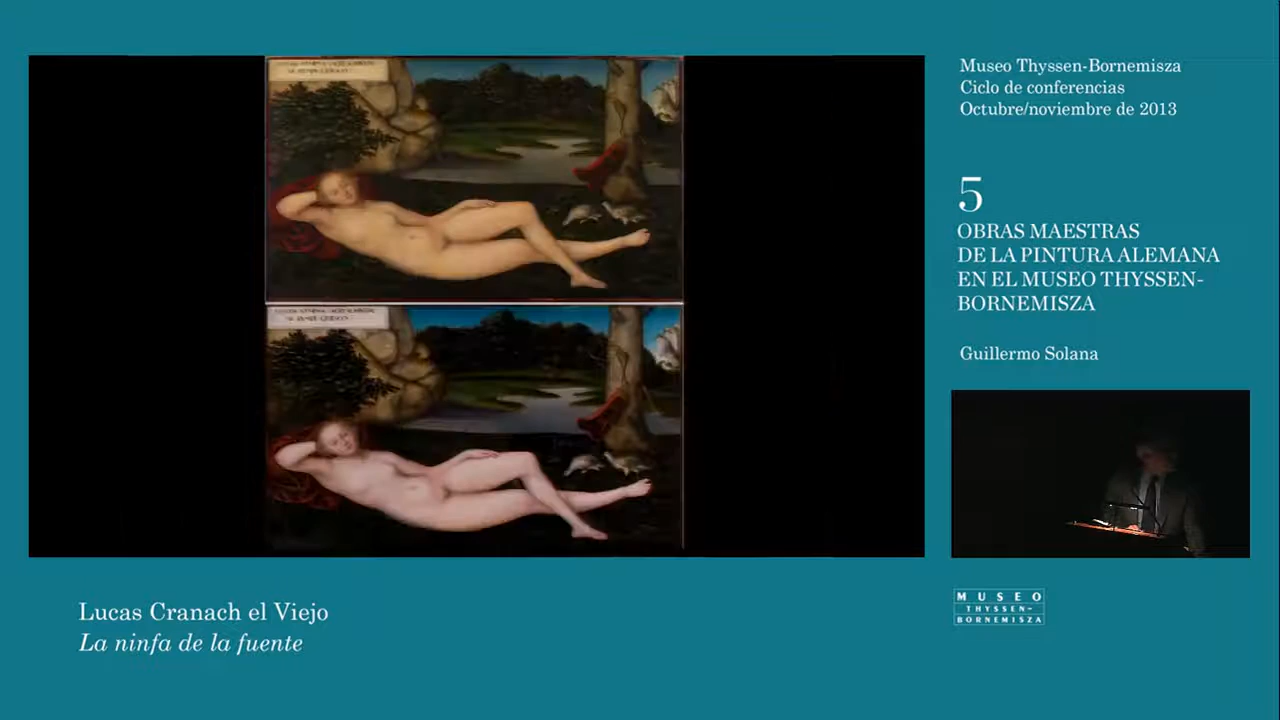 Museo Thyssen-Bornemisza
Ciclo de conferencias
Octubre/noviembre de 2013
5
OBRAS MAESTRAS
DE LA PINTURA ALEMANA
EN EL MUSEO THYSSEN-
BORNEMISZA
Guillermo Solana
Lucas Cranach el Viejo
La ninfa de la fuente
MUSEO
THYSSEN-
BORNEMISZA